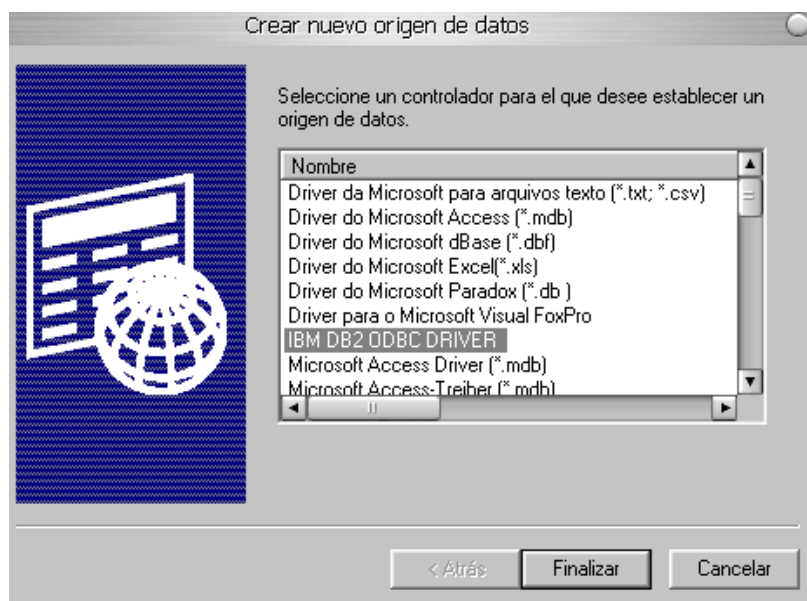 Crear nuevo origen de datos
Seleccione un controlador para el que desee establecer un
origen de datos.
Nombre
Driver da Microsoft para arquivos texto (*.txt; *.csv)
Driver do Microsoft Access (*.mdb)
Driver do Microsoft dBase (*.dbf)
Driver do Microsoft Excel(*.xls)
Driver do Microsoft Paradox (*.db )
Driver para o Microsoft Visual FoxPro
IBM DB2 ODBC DRIVER
Microsoft Access Driver (*.mdb)
Microsoft Access-Treiber (*.mdb)
< Atrás
Finalizar
Cancelar